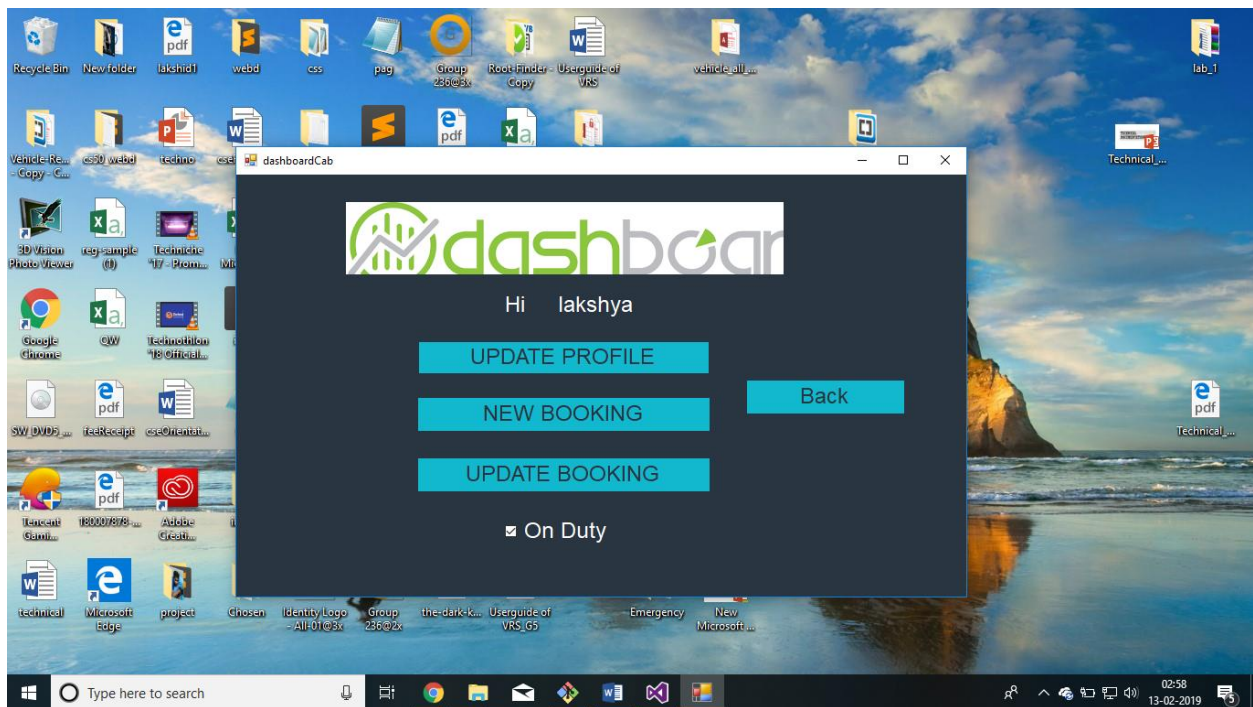 Recycle Bin
New folder
lakshid1
webd
css
pag
Group 236@3x
Root-Finder - Copy
Userguide of VRS
vehicle_all_...
lab_1
Vehicle-Re... - Copy - C...
cs50_webd
techno
Technical_...
dashboardCab
dashboar
Hi lakshya
UPDATE PROFILE
NEW BOOKING
UPDATE BOOKING
Back
On Duty
3D Vision Photo Viewer
reg-sample (1)
Techniche '17 - Prom...
Google Chrome
QW
Technothlon '18 Official...
SW_DVD5_...
feeReceipt
cseOrientat...
Technical_...
Tencent Gami...
180007878-...
Adobe Creati...
technical
Microsoft Edge
project
Chosen
Identity Logo - All-01@3x
Group 236@2x
the-dark-k...
Userguide of VRS_G5
Emergency
New Microsoft ...
Type here to search
02:58
13-02-2019
5